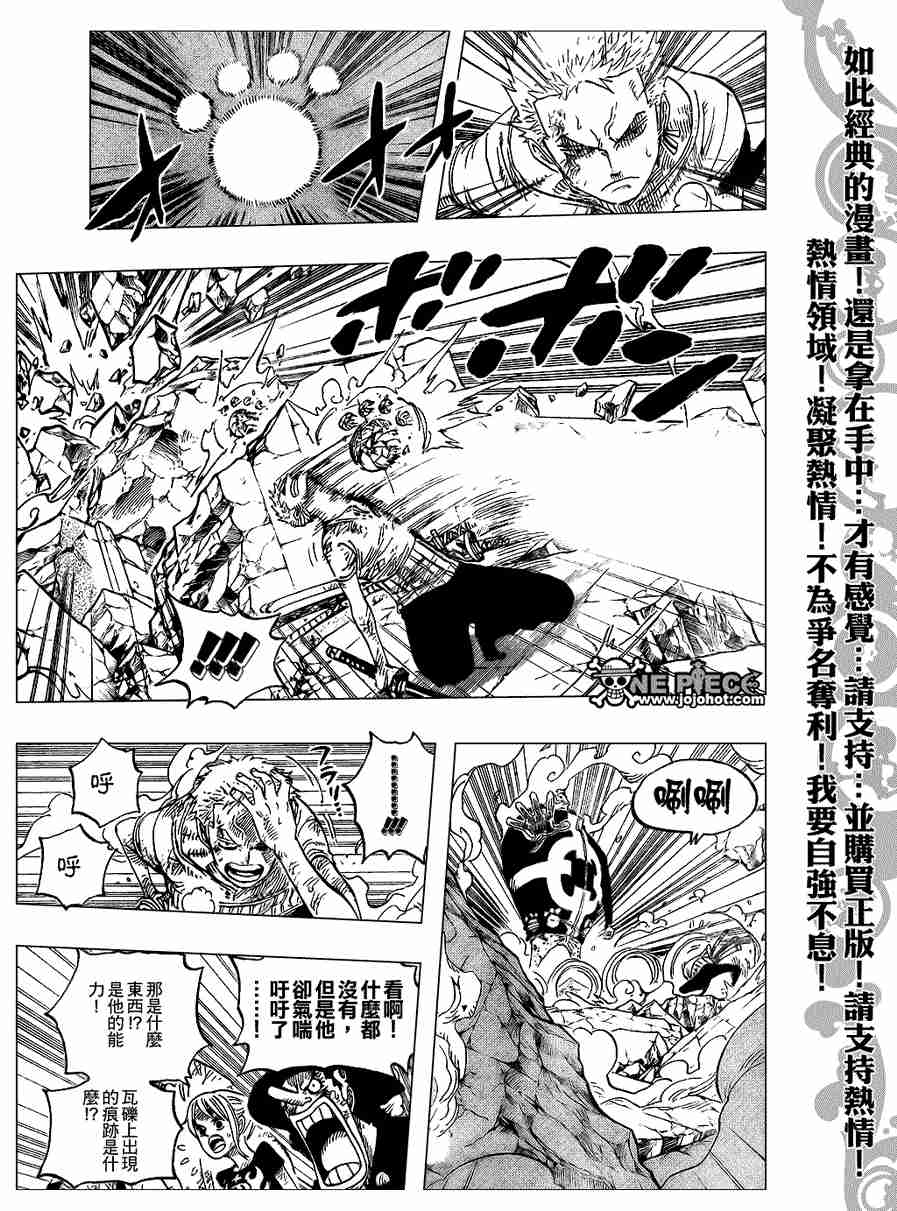 如此經典的漫畫！還是拿在手中…才有感覺…請支持…並購買正版！請支持熱情！
熱情領域！凝聚熱情！不為爭名奪利！我要自強不息！
ドドン
ボボン
!!!!
ONE PIECE
www.jojohot.com
唰唰
…………!!!
呼
呼
看啊！
什麼都
沒有，
但是他
卻氣喘
吁吁了
……！
那是什麼
東西!?
是他的能
力！
瓦礫上出現
的痕跡是什
麼!?